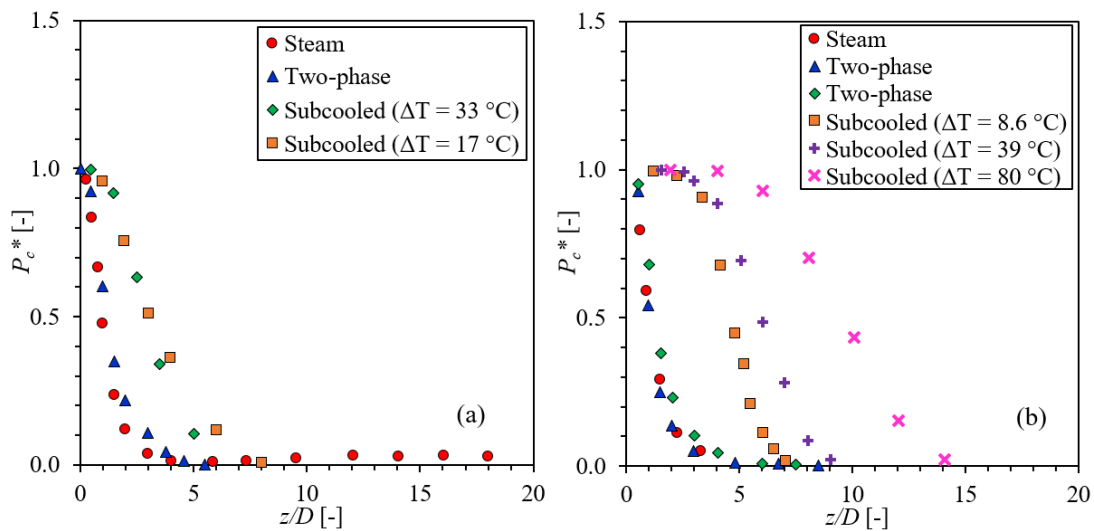 1.5
1.0
0.5
0.0
P_c* [-]
Steam
Two-phase
Subcooled (ΔT = 33 °C)
Subcooled (ΔT = 17 °C)
(a)
0 5 10 15 20
z/D [-]
1.5
1.0
0.5
0.0
P_c* [-]
Steam
Two-phase
Two-phase
Subcooled (ΔT = 8.6 °C)
Subcooled (ΔT = 39 °C)
Subcooled (ΔT = 80 °C)
(b)
0 5 10 15 20
z/D [-]